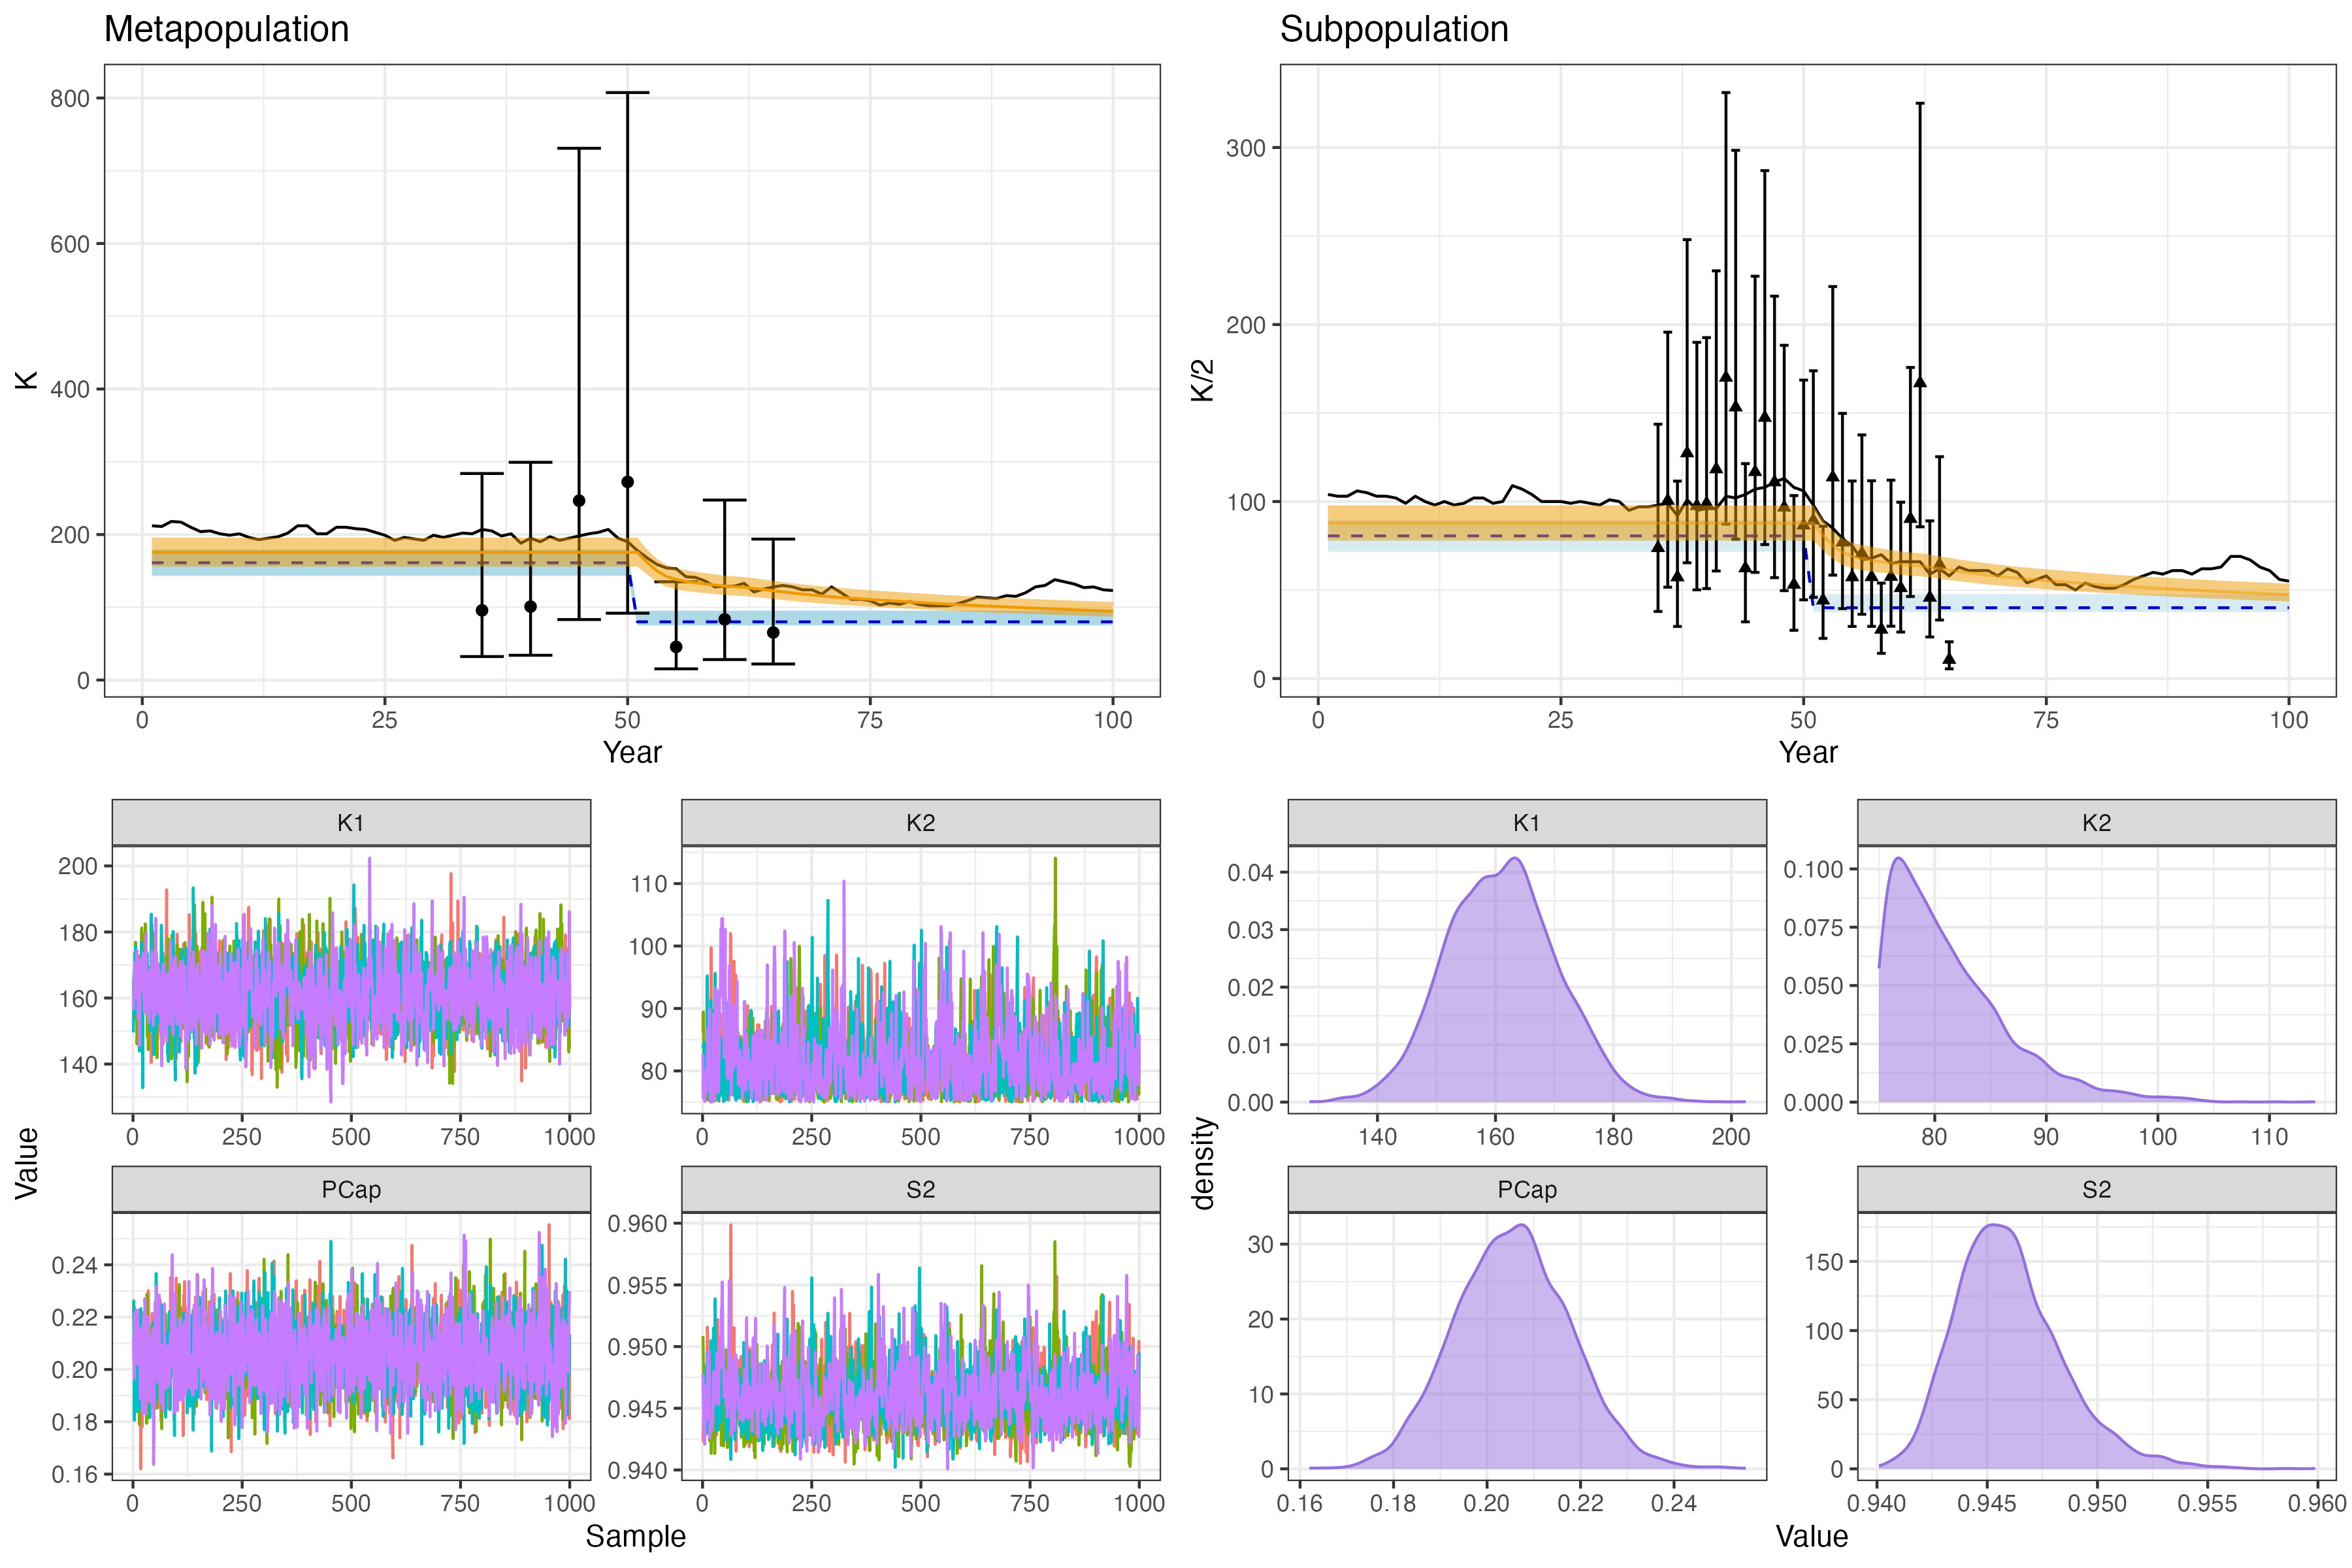 Metapopulation
800
600
400
200
0
K
0 25 50 75 100
Year
Subpopulation
300
200
100
0
K/2
0 25 50 75 100
Year
K1
200
180
160
140
0 250 500 750 1000
K2
110
100
90
80
0 250 500 750 1000
PCap
0.24
0.22
0.20
0.18
0.16
0 250 500 750 1000
S2
0.960
0.955
0.950
0.945
0.940
0 250 500 750 1000
Value
Sample
K1
0.04
0.03
0.02
0.01
0.00
140 160 180 200
K2
0.100
0.075
0.050
0.025
0.000
80 90 100 110
PCap
30
20
10
0
0.16 0.18 0.20 0.22 0.24
S2
150
100
50
0
0.940 0.945 0.950 0.955 0.960
density
Value